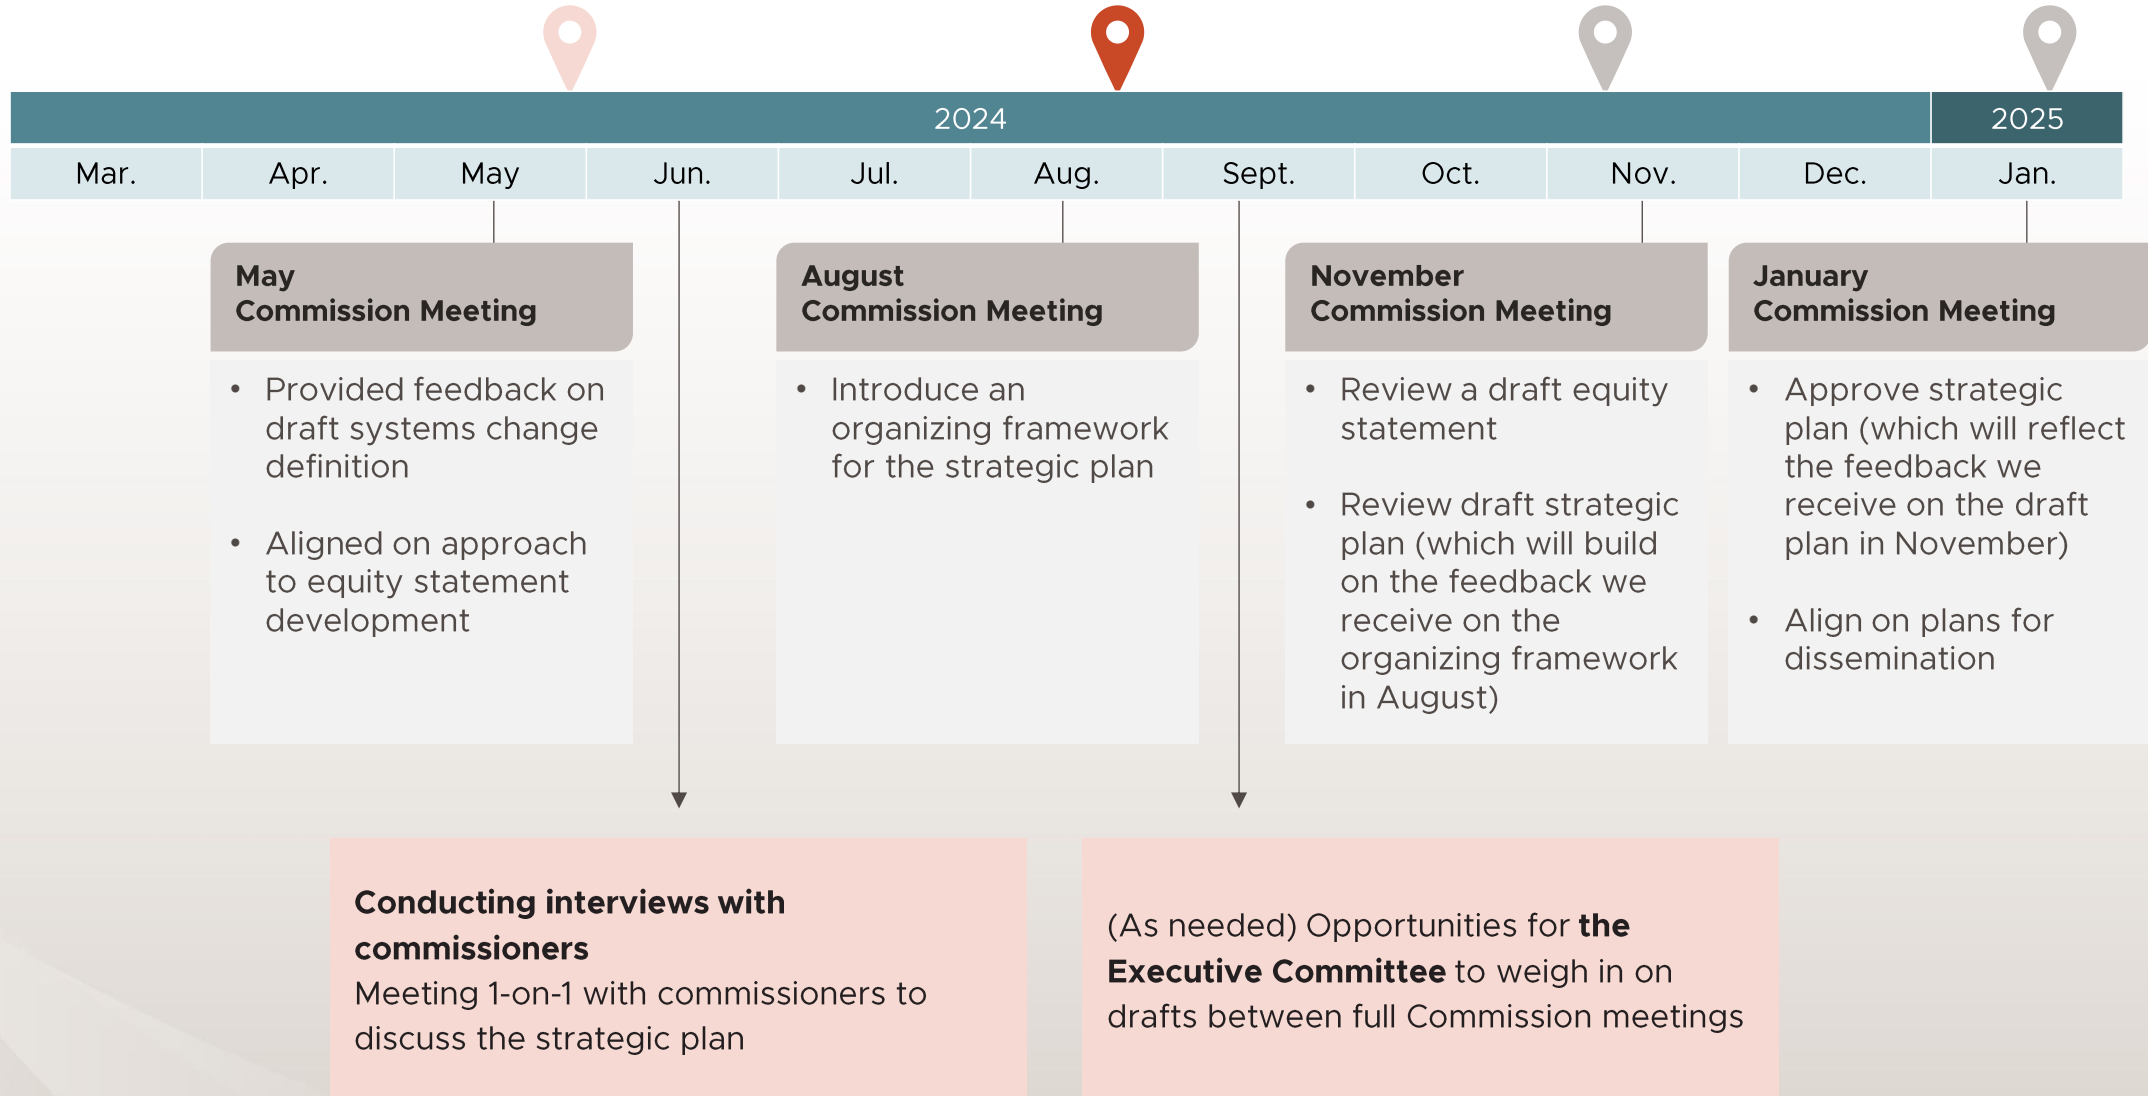 2024
2025
Mar.
Apr.
May
Jun.
Jul.
Aug.
Sept.
Oct.
Nov.
Dec.
Jan.
May
Commission Meeting
• Provided feedback on
draft systems change
definition
• Aligned on approach
to equity statement
development
August
Commission Meeting
• Introduce an
organizing framework
for the strategic plan
November
Commission Meeting
• Review a draft equity
statement
• Review draft strategic
plan (which will build
on the feedback we
receive on the
organizing framework
in August)
January
Commission Meeting
• Approve strategic
plan (which will reflect
the feedback we
receive on the draft
plan in November)
• Align on plans for
dissemination
Conducting interviews with
commissioners
Meeting 1-on-1 with commissioners to
discuss the strategic plan
(As needed) Opportunities for the
Executive Committee to weigh in on
drafts between full Commission meetings